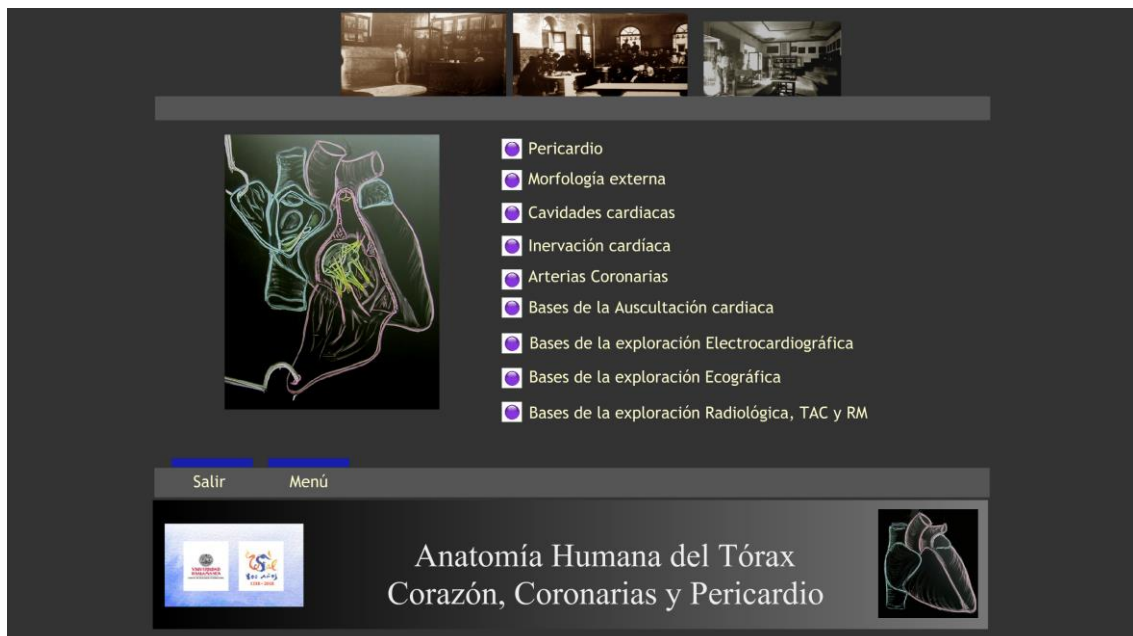 Pericardio
Morfología externa
Cavidades cardiacas
Inervación cardíaca
Arterias Coronarias
Bases de la Auscultación cardiaca
Bases de la exploración Electrocardiográfica
Bases de la exploración Ecográfica
Bases de la exploración Radiológica, TAC y RM
Salir
Menú
Anatomía Humana del Tórax
Corazón, Coronarias y Pericardio